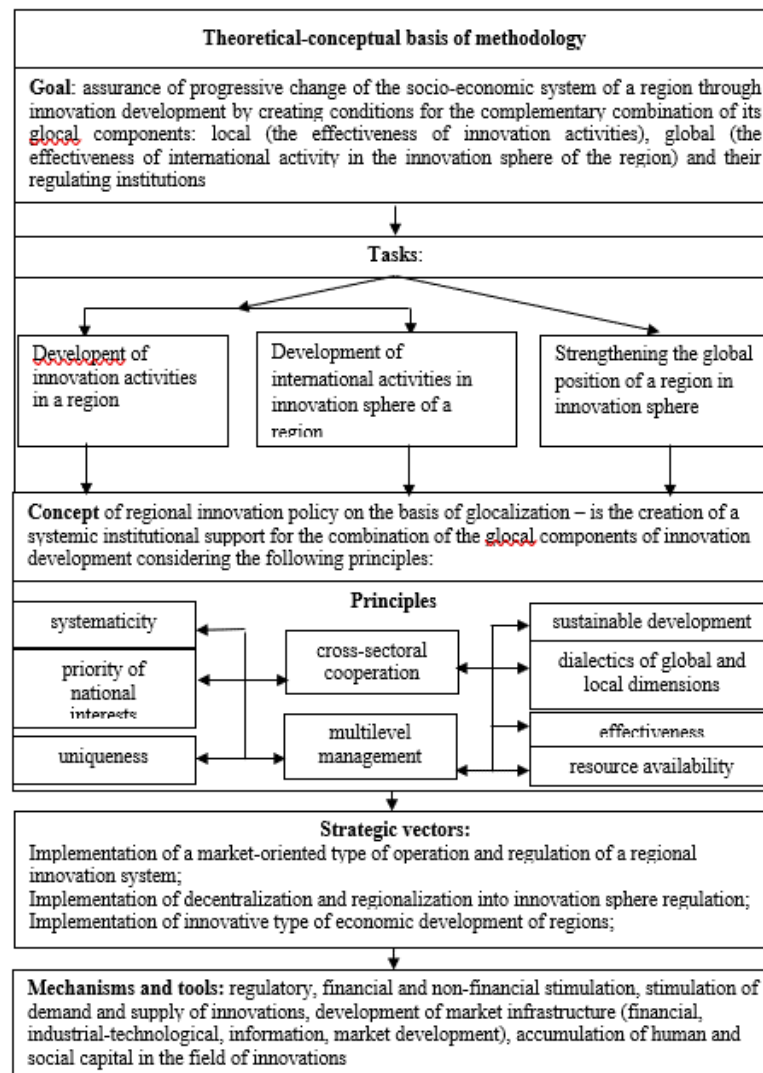 Theoretical-conceptual basis of methodology
Goal: assurance of progressive change of the socio-economic system of a region through
innovation development by creating conditions for the complementary combination of its
glocal components: local (the effectiveness of innovation activities), global (the
effectiveness of international activity in the innovation sphere of the region) and their
regulating institutions
Tasks:
Developent of
innovation activities
in a region
Development of
international activities in
innovation sphere of a
region
Strengthening the global
position of a region in
innovation sphere
Concept of regional innovation policy on the basis of glocalization – is the creation of a
systemic institutional support for the combination of the glocal components of innovation
development considering the following principles:
Principles
systematicity
priority of
national
interests
uniqueness
cross-sectoral
cooperation
multilevel
management
sustainable development
dialectics of global and
local dimensions
effectiveness
resource availability
Strategic vectors:
Implementation of a market-oriented type of operation and regulation of a regional
innovation system;
Implementation of decentralization and regionalization into innovation sphere regulation;
Implementation of innovative type of economic development of regions;
Mechanisms and tools: regulatory, financial and non-financial stimulation, stimulation of
demand and supply of innovations, development of market infrastructure (financial,
industrial-technological, information, market development), accumulation of human and
social capital in the field of innovations